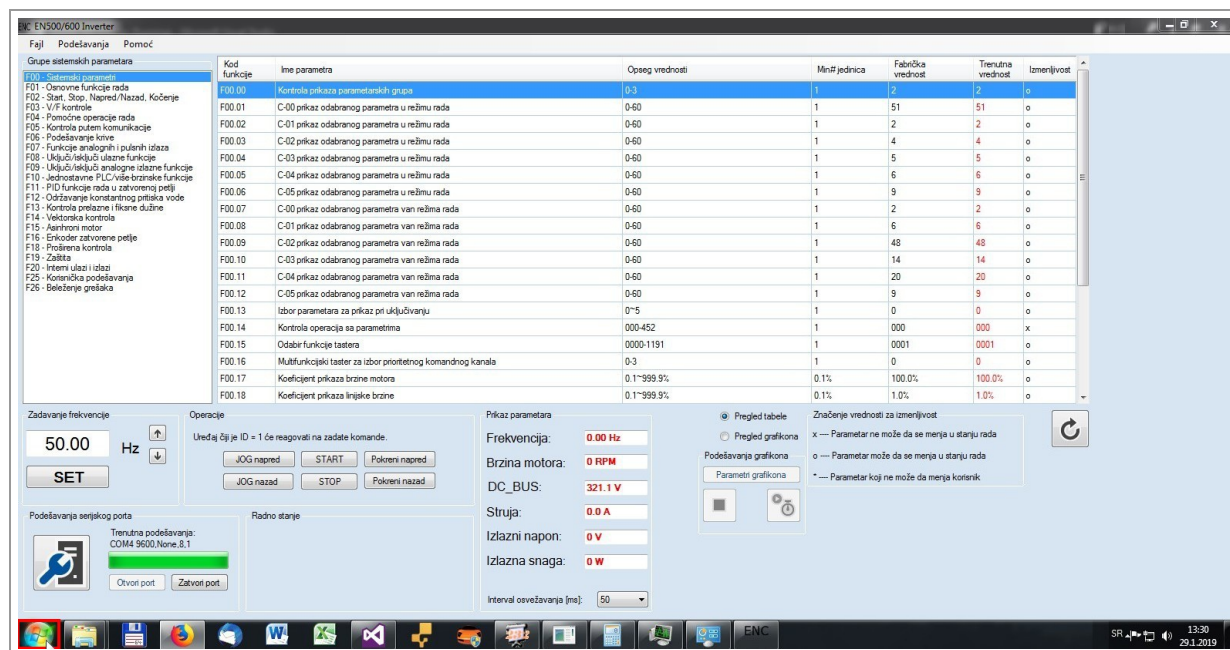 ENC EN500/600 Inverter
Fajl Podešavanja Pomoć
Grupe sistemskih parametara
F00 - Sistemski parametri
F01 - Osnovne funkcije rada
F02 - Start, Stop, Napred/Nazad, Kočenje
F03 - V/F kontrole
F04 - Pomoćne operacije rada
F05 - Kontrola putem komunikacije
F06 - Podešavanje krive
F07 - Funkcije analognih i pulsnih izlaza
F08 - Uključi/isključi ulazne funkcije
F09 - Uključi/isključi analogne izlazne funkcije
F10 - Jednostavne PLC/više-brzinske funkcije
F11 - PID funkcije rada u zatvorenoj petlji
F12 - Održavanje konstantnog pritiska vode
F13 - Kontrola prelazne i fiksne dužine
F14 - Vektorska kontrola
F15 - Asinhroni motor
F16 - Enkoder zatvorene petlje
F18 - Proširena kontrola
F19 - Zaštita
F20 - Interni ulazi i izlazi
F25 - Korisnička podešavanja
F26 - Beleženje grešaka
Kod funkcije Ime parametra Opseg vrednosti Min# jedinica Fabrička vrednost Trenutna vrednost Izmenljivost
F00.00 Kontrola prikaza parametarskih grupa 0-3 1 2 2 o
F00.01 C-00 prikaz odabranog parametra u režimu rada 0-60 1 51 51 o
F00.02 C-01 prikaz odabranog parametra u režimu rada 0-60 1 2 2 o
F00.03 C-02 prikaz odabranog parametra u režimu rada 0-60 1 4 4 o
F00.04 C-03 prikaz odabranog parametra u režimu rada 0-60 1 5 5 o
F00.05 C-04 prikaz odabranog parametra u režimu rada 0-60 1 6 6 o
F00.06 C-05 prikaz odabranog parametra u režimu rada 0-60 1 9 9 o
F00.07 C-00 prikaz odabranog parametra van režima rada 0-60 1 2 2 o
F00.08 C-01 prikaz odabranog parametra van režima rada 0-60 1 6 6 o
F00.09 C-02 prikaz odabranog parametra van režima rada 0-60 1 48 48 o
F00.10 C-03 prikaz odabranog parametra van režima rada 0-60 1 14 14 o
F00.11 C-04 prikaz odabranog parametra van režima rada 0-60 1 20 20 o
F00.12 C-05 prikaz odabranog parametra van režima rada 0-60 1 9 9 o
F00.13 Izbor parametara za prikaz pri uključivanju 0~5 1 0 0 o
F00.14 Kontrola operacija sa parametrima 000-452 1 000 000 x
F00.15 Odabir funkcije tastera 0000-1191 1 0001 0001 o
F00.16 Multifunkcijski taster za izbor prioritetnog komandnog kanala 0-3 1 0 0 o
F00.17 Koeficijent prikaza brzine motora 0.1~999.9% 0.1% 100.0% 100.0% o
F00.18 Koeficijent prikaza linijske brzine 0.1~999.9% 0.1% 1.0% 1.0% o
Zadavanje frekvencije
50.00 Hz
SET
Operacije
Uređaj čiji je ID = 1 će reagovati na zadate komande.
JOG napred START Pokreni napred
JOG nazad STOP Pokreni nazad
Podešavanja serijskog porta
Trenutna podešavanja:
COM4 9600,None,8,1
Otvori port Zatvori port
Radno stanje
Prikaz parametara
Frekvencija: 0.00 Hz
Brzina motora: 0 RPM
DC_BUS: 321.1 V
Struja: 0.0 A
Izlazni napon: 0 V
Izlazna snaga: 0 W
Interval osvežavanja [ms]: 50
Pregled tabele
Pregled grafikona
Podešavanja grafikona
Parametri grafikona
Značenje vrednosti za izmenljivost
x --- Parametar ne može da se menja u stanju rada
o --- Parametar može da se menja u stanju rada
* --- Parametar koji ne može da menja korisnik
ENC
SR
13:30
29.1.2019